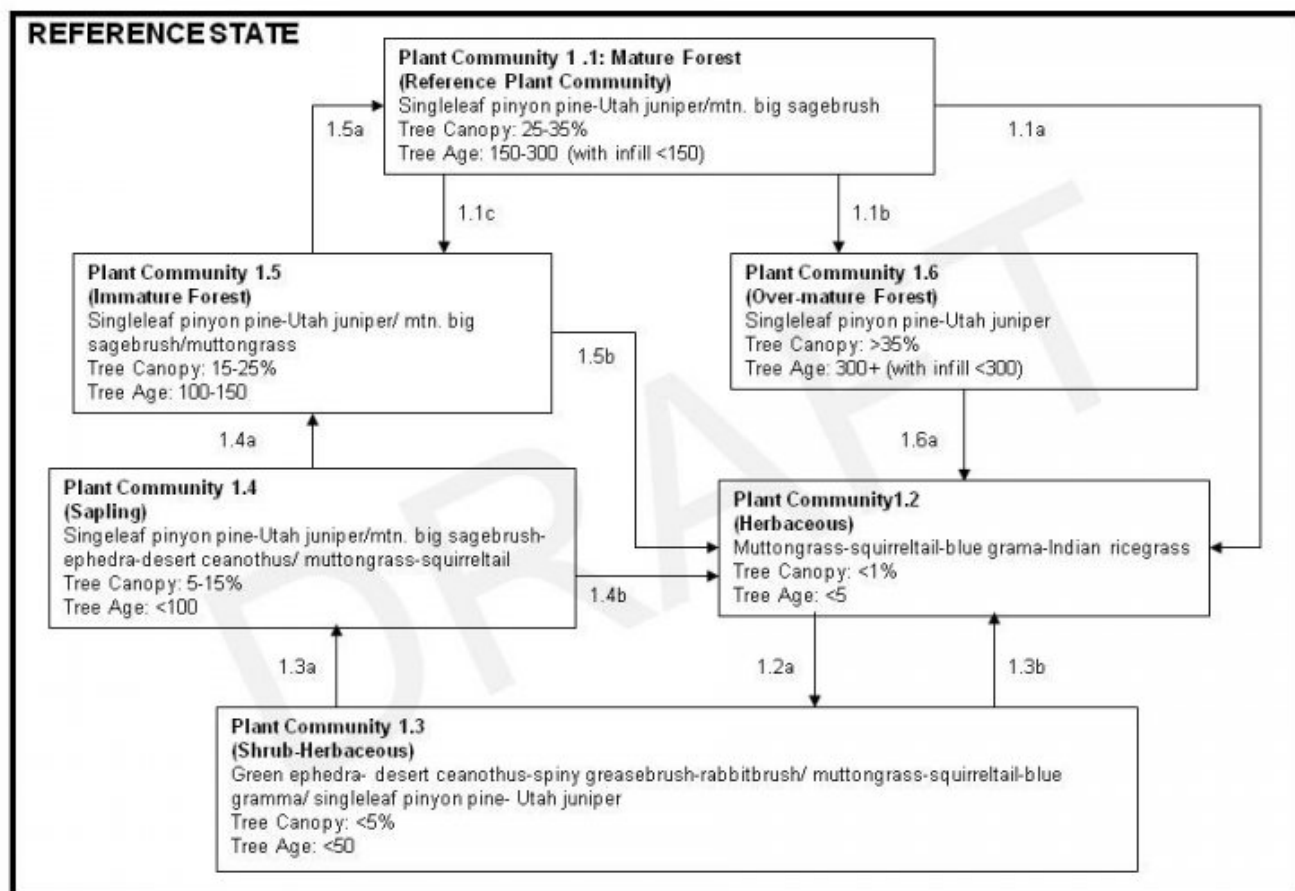 REFERENCE STATE
Plant Community 1 .1: Mature Forest
(Reference Plant Community)
Singleleaf pinyon pine-Utah juniper/mtn. big sagebrush
Tree Canopy: 25-35%
Tree Age: 150-300 (with infill <150)
1.5a
1.1a
1.1c
1.1b
Plant Community 1.5
(Immature Forest)
Singleleaf pinyon pine-Utah juniper/ mtn. big
sagebrush/muttongrass
Tree Canopy: 15-25%
Tree Age: 100-150
1.5b
Plant Community 1.6
(Over-mature Forest)
Singleleaf pinyon pine-Utah juniper
Tree Canopy: >35%
Tree Age: 300+ (with infill <300)
1.4a
1.6a
Plant Community 1.4
(Sapling)
Singeleaf pinyon pine-Utah juniper/mtn. big sagebrush-
ephedra-desert ceanothus/ muttongrass-squirreltail
Tree Canopy: 5-15%
Tree Age: <100
1.4b
Plant Community1.2
(Herbaceous)
Muttongrass-squirreltail-blue grama-Indian ricegrass
Tree Canopy: <1%
Tree Age: <5
1.3a
1.2a
1.3b
Plant Community 1.3
(Shrub-Herbaceous)
Green ephedra- desert ceanothus-spiny greasebrush-rabbitbrush/ muttongrass-squirreltail-blue
gramma/ singleleaf pinyon pine- Utah juniper
Tree Canopy: <5%
Tree Age: <50
DRAFT